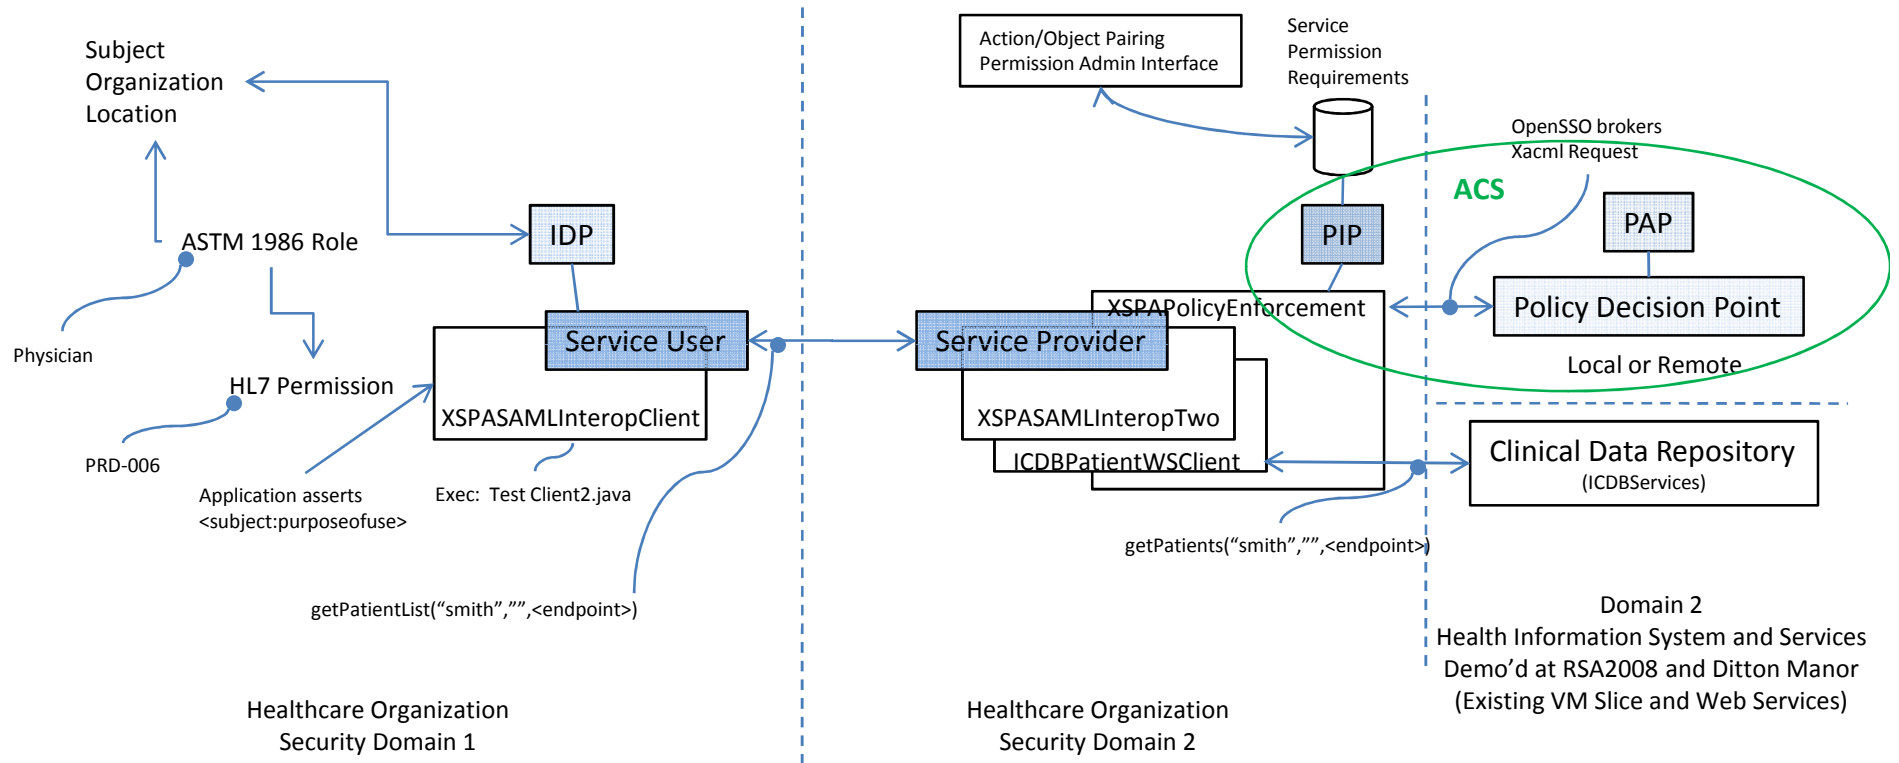 Subject
Organization
Location
ASTM 1986 Role
Physician
HL7 Permission
PRD-006
Application asserts
<subject:purposeofuse>
IDP
Service User
XSPASAMLInteropClient
Exec:  Test Client2.java
getPatientList(“smith”,””,<endpoint>)
Healthcare Organization
Security Domain 1
Action/Object Pairing
Permission Admin Interface
Service
Permission
Requirements
OpenSSO brokers
Xacml Request
ACS
PIP
PAP
XSPAPolicyEnforcement
Policy Decision Point
Local or Remote
Service Provider
XSPASAMLInteropTwo
ICDBPatientWSClient
Clinical Data Repository
(ICDBServices)
getPatients(“smith”,””,<endpoint>)
Healthcare Organization
Security Domain 2
Domain 2
Health Information System and Services
Demo’d at RSA2008 and Ditton Manor
(Existing VM Slice and Web Services)